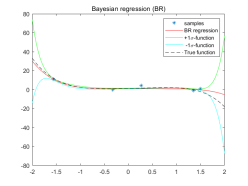 Bayesian regression (BR)
samples
BR regression
+1σ-function
-1σ-function
True function
80
60
40
20
0
-20
-40
-60
-80
-2 -1.5 -1 -0.5 0 0.5 1 1.5 2